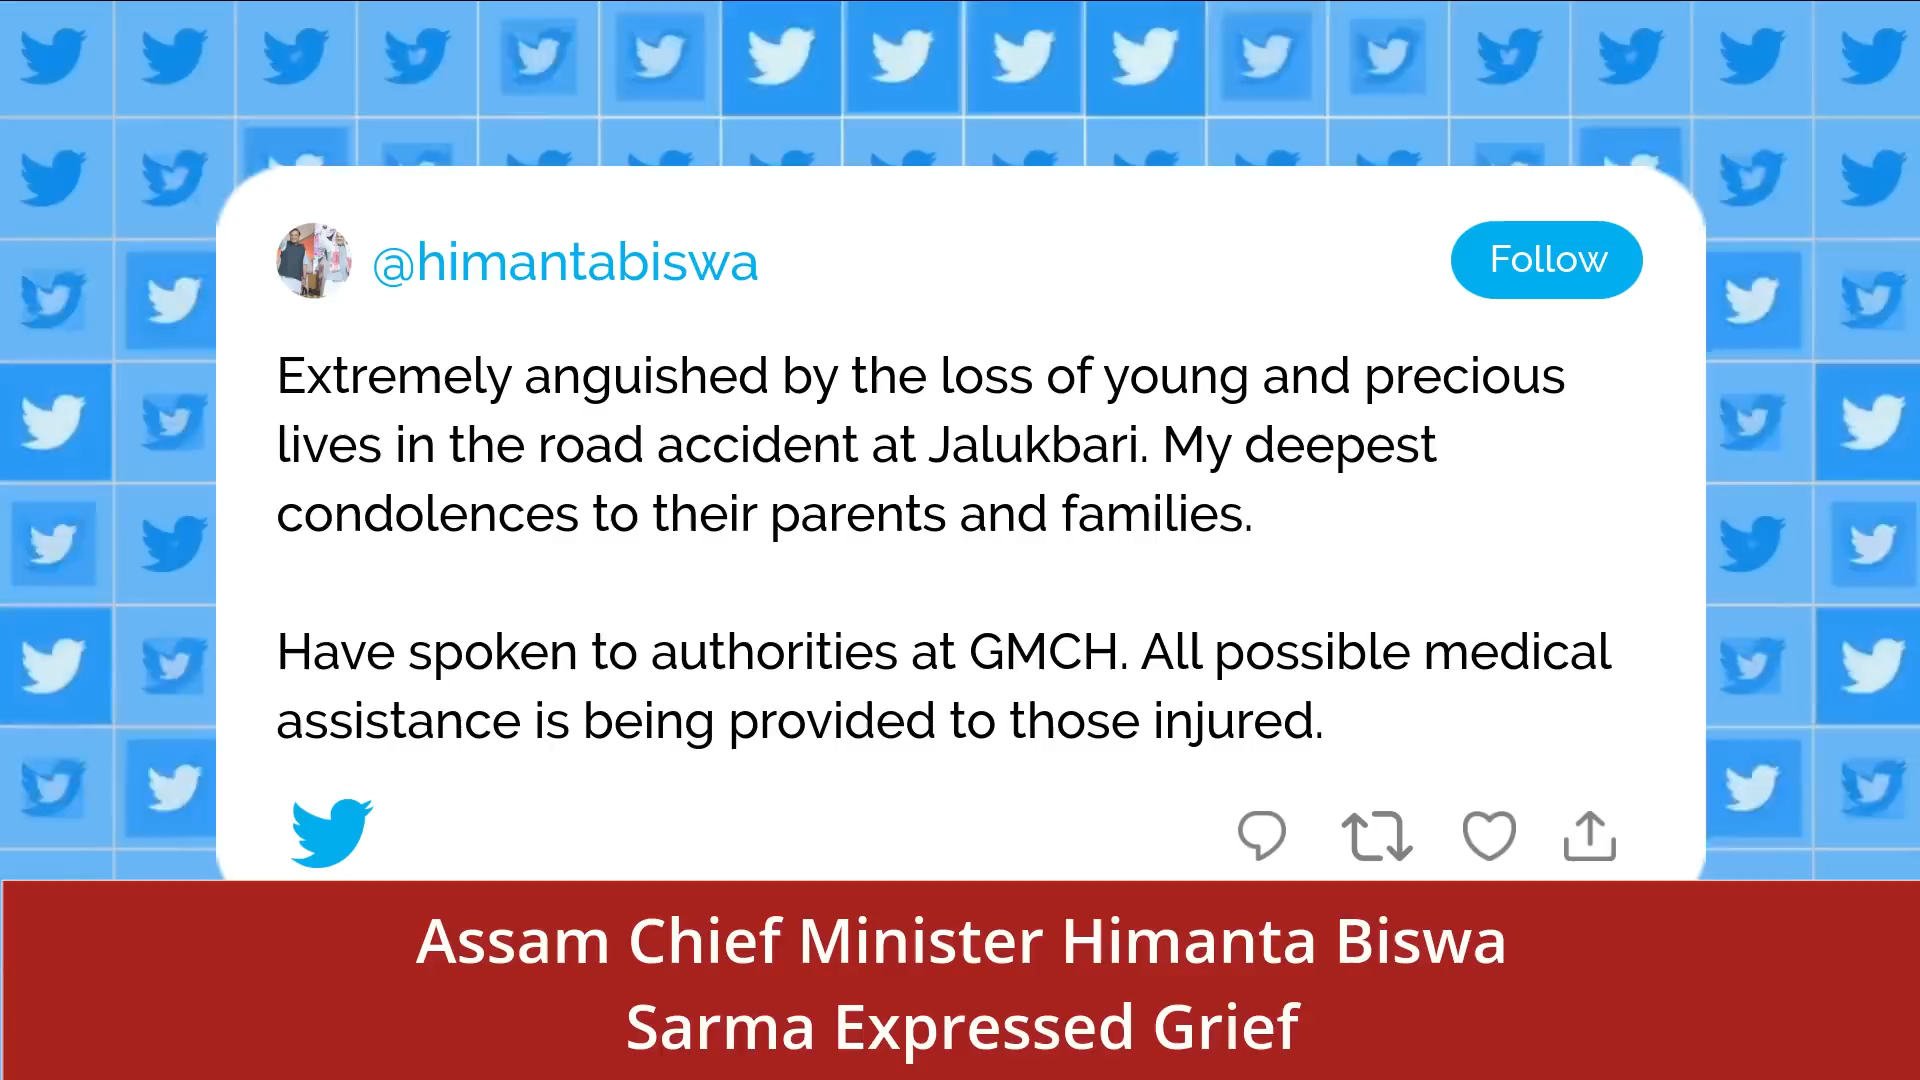 @himantabiswa
Follow
Extremely anguished by the loss of young and precious
lives in the road accident at Jalukbari. My deepest
condolences to their parents and families.
Have spoken to authorities at GMCH. All possible medical
assistance is being provided to those injured.
Assam Chief Minister Himanta Biswa
Sarma Expressed Grief